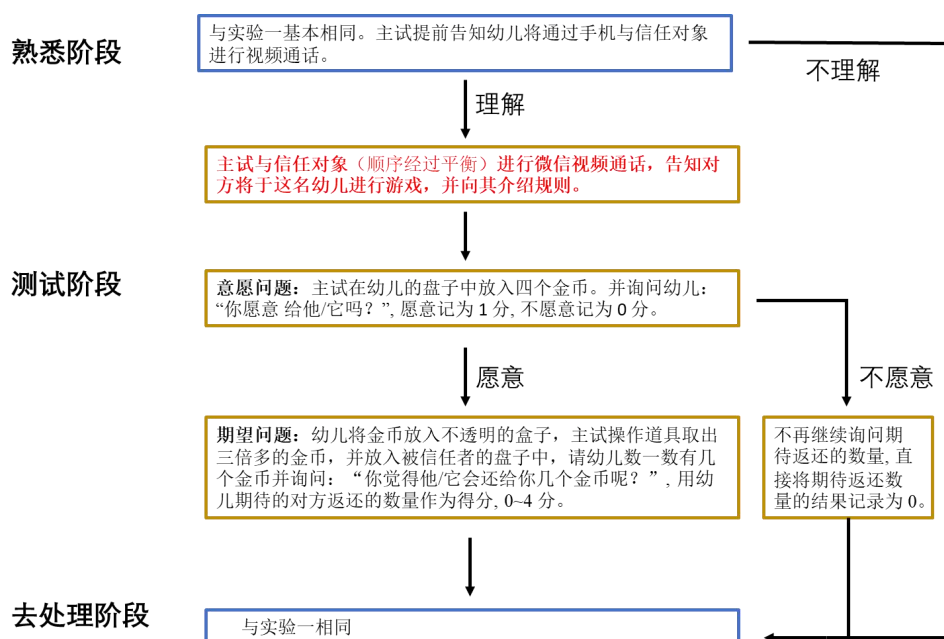 熟悉阶段
与实验一基本相同。主试提前告知幼儿将通过手机与信任对象
进行视频通话。
不理解
理解
主试与信任对象（顺序经过平衡）进行微信视频通话，告知对
方将于这名幼儿进行游戏，并向其介绍规则。
测试阶段
意愿问题：主试在幼儿的盘子中放入四个金币。并询问幼儿：
“你愿意 给他/它吗？”, 愿意记为 1 分, 不愿意记为 0 分。
愿意
不愿意
期望问题：幼儿将金币放入不透明的盒子，主试操作道具取出
三倍多的金币，并放入被信任者的盘子中，请幼儿数一数有几
个金币并询问：“你觉得他/它会还给你几个金币呢？”, 用幼
儿期待的对方返还的数量作为得分, 0~4 分。
不再继续询问期
待返还的数量, 直
接将期待返还数
量的结果记录为 0。
去处理阶段
与实验一相同